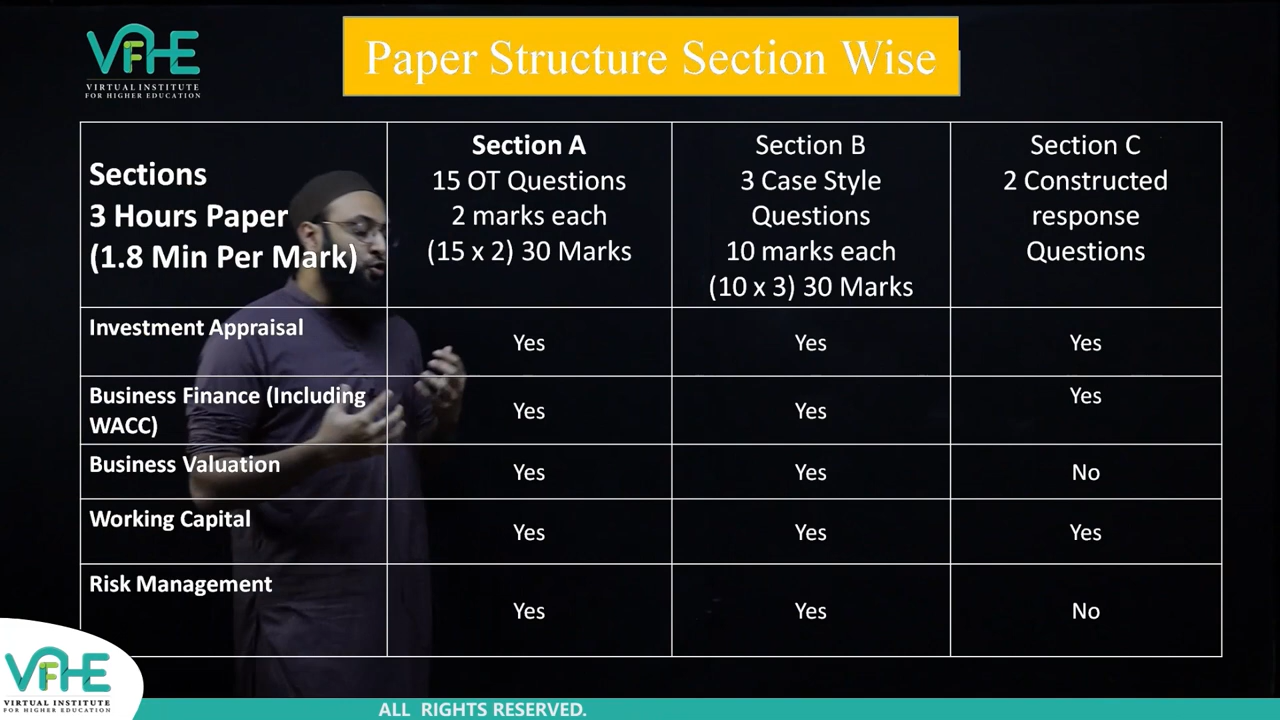 VFHE
VIRTUAL INSTITUTE
FOR HIGHER EDUCATION
Paper Structure Section Wise
Sections
3 Hours Paper
(1.8 Min Per Mark)
Section A
15 OT Questions
2 marks each
(15 x 2) 30 Marks
Section B
3 Case Style
Questions
10 marks each
(10 x 3) 30 Marks
Section C
2 Constructed
response
Questions
Investment Appraisal
Yes
Yes
Yes
Business Finance (Including
WACC)
Yes
Yes
Yes
Business Valuation
Yes
Yes
No
Working Capital
Yes
Yes
Yes
Risk Management
Yes
Yes
No
VFHE
VIRTUAL INSTITUTE
FOR HIGHER EDUCATION
ALL RIGHTS RESERVED.